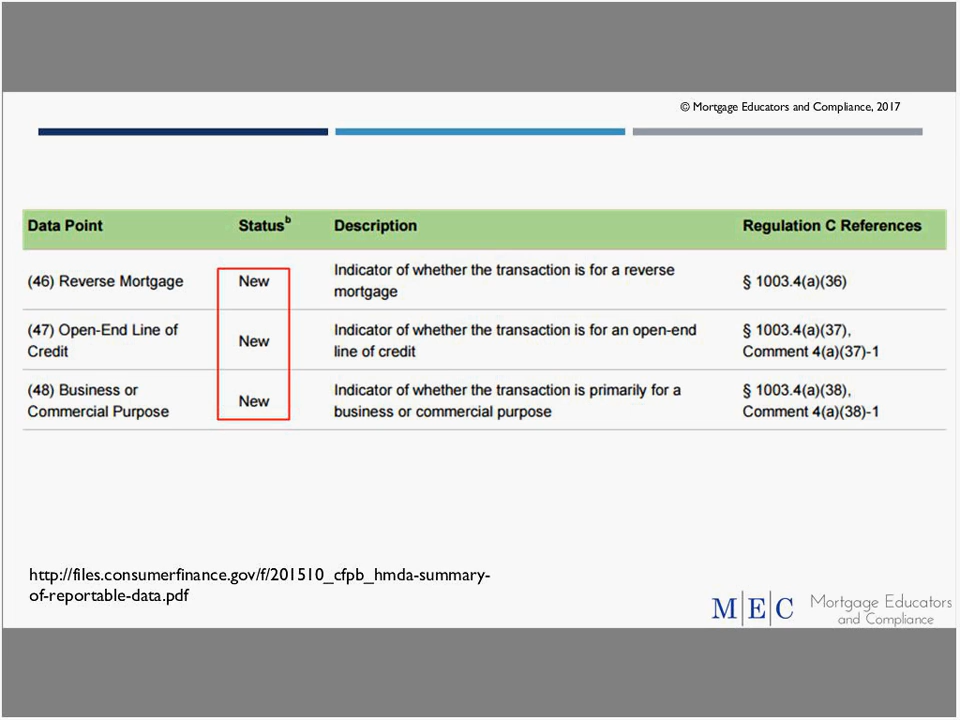 © Mortgage Educators and Compliance, 2017
Data Point Status b Description Regulation C References
(46) Reverse Mortgage New Indicator of whether the transaction is for a reverse mortgage § 1003.4(a)(36)
(47) Open-End Line of Credit New Indicator of whether the transaction is for an open-end line of credit § 1003.4(a)(37), Comment 4(a)(37)-1
(48) Business or Commercial Purpose New Indicator of whether the transaction is primarily for a business or commercial purpose § 1003.4(a)(38), Comment 4(a)(38)-1
http://files.consumerfinance.gov/f/201510_cfpb_hmda-summary-
of-reportable-data.pdf
M|E|C Mortgage Educators
and Compliance